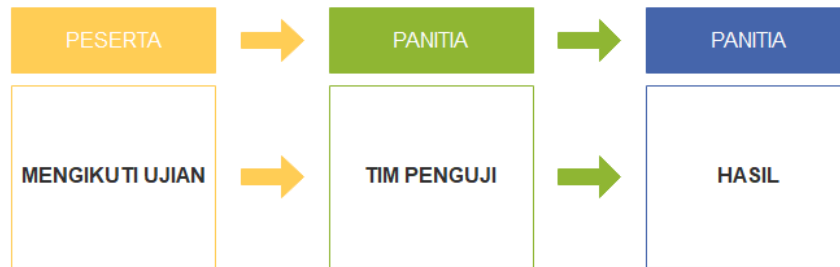 PESERTA
PANITIA
PANITIA
MENGIKUTI UJIAN
TIM PENGUJI
HASIL